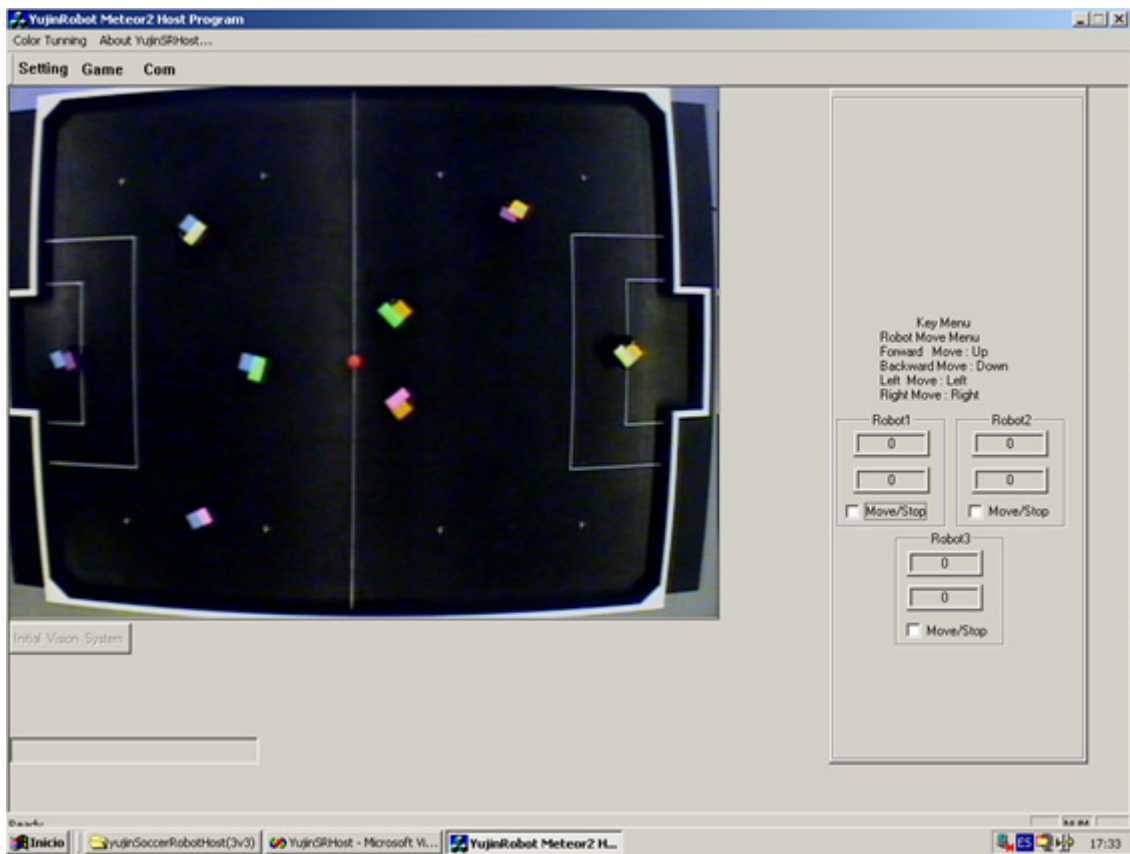 YujinRobot Meteor2 Host Program
Color Tunning About YujinSRHost...
Setting Game Com
Key Menu
Robot Move Menu
Forward Move : Up
Backward Move : Down
Left Move : Left
Right Move : Right
Robot1 Robot2
0 0
0 0
Move/Stop Move/Stop
Robot3
0
0
Move/Stop
Initial Vision System
Ready
Inicio yujinSoccerRobotHost(3v3) YujinSRHost - Microsoft Vi... YujinRobot Meteor2 H... ES 17:33